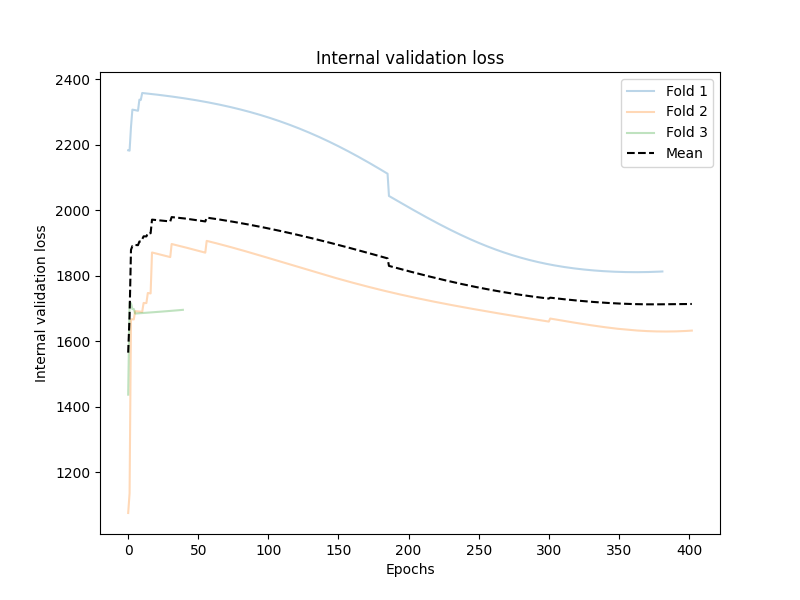 Internal validation loss
2400
2200
2000
1800
1600
1400
1200
Internal validation loss
0
50
100
150
200
250
300
350
400
Epochs
Fold 1
Fold 2
Fold 3
Mean